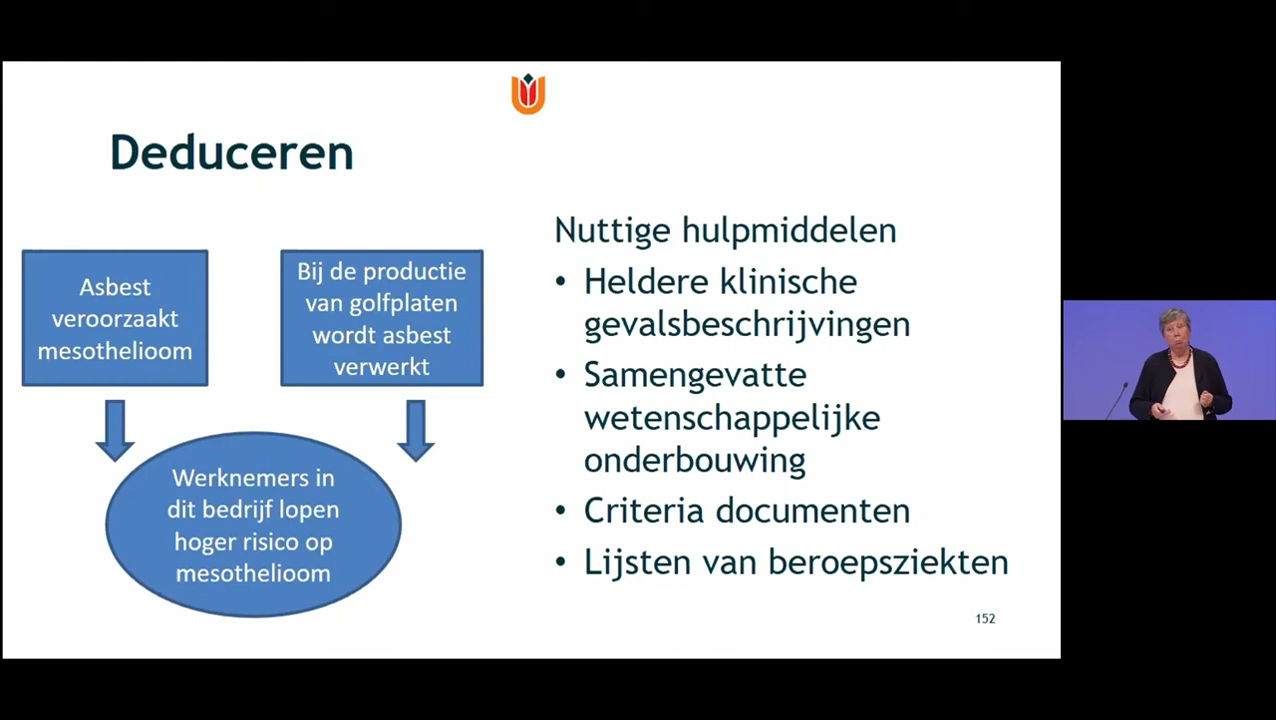 Deduceren
Asbest
veroorzaakt
mesothelioom
Bij de productie
van golfplaten
wordt asbest
verwerkt
Werknemers in
dit bedrijf lopen
hoger risico op
mesothelioom
Nuttige hulpmiddelen
• Heldere klinische
gevalsbeschrijvingen
• Samengevatte
wetenschappelijke
onderbouwing
• Criteria documenten
• Lijsten van beroepsziekten
152